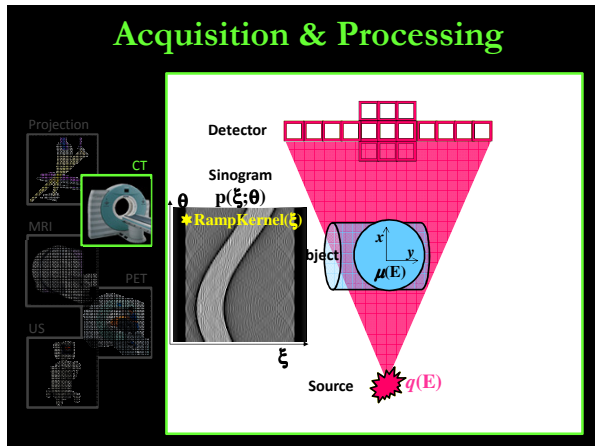 Acquisition & Processing
Projection
CT
MRI
PET
US
Detector
Sinogram
p(ξ;θ)
θ
RampKernel(ξ)
ξ
bject
x
y
μ(E)
Source
q(E)